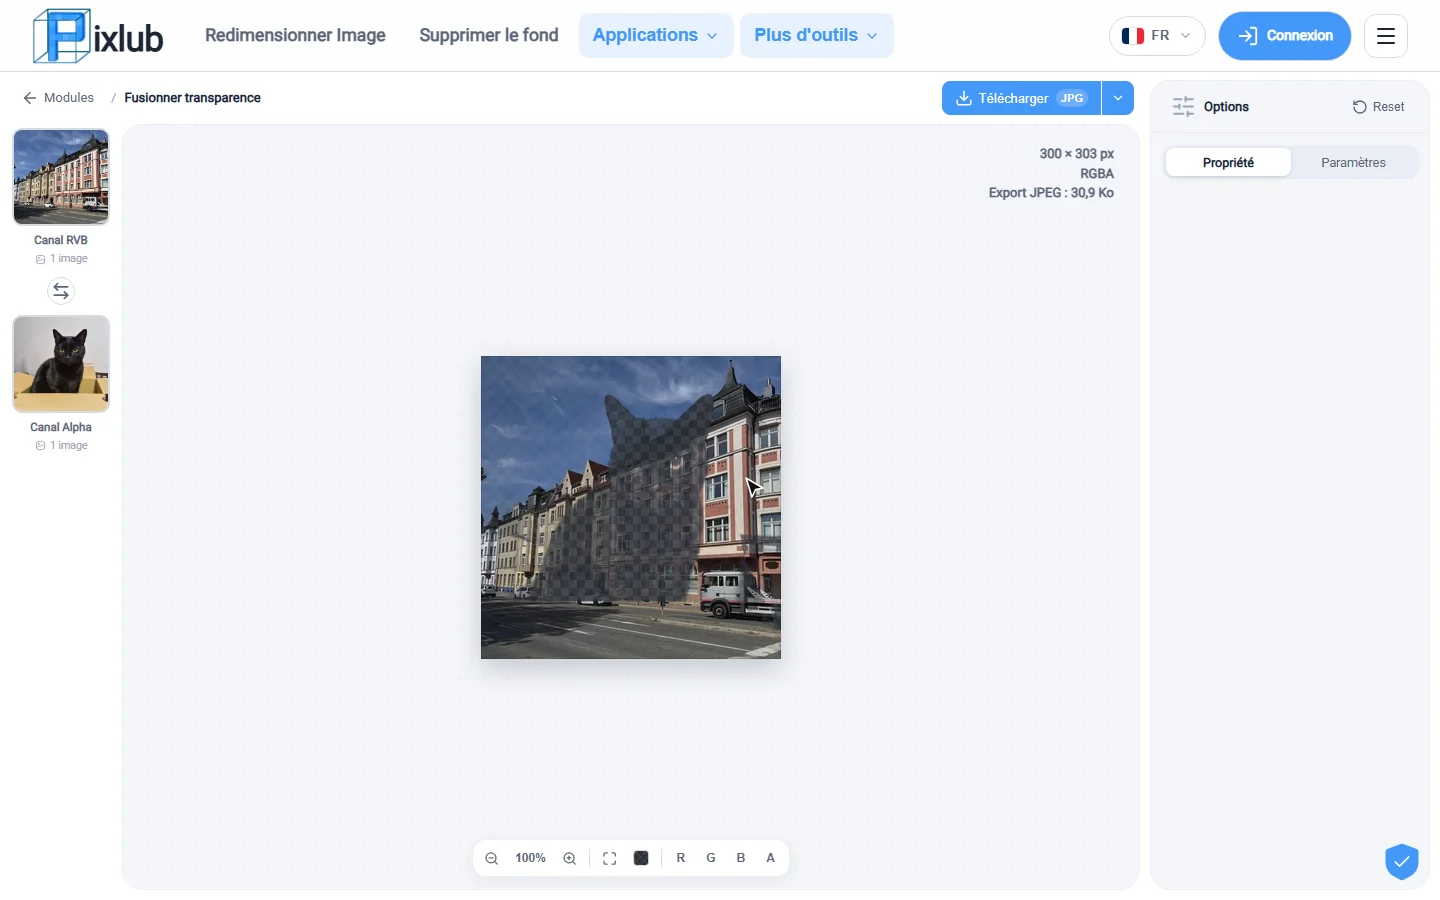 Pixlub
Redimensionner Image
Supprimer le fond
Applications
Plus d'outils
FR
Connexion
Modules / Fusionner transparence
Télécharger JPG
Options
Reset
Canal RVB
1 image
Canal Alpha
1 image
300 × 303 px
RGBA
Export JPEG : 30,9 Ko
Propriété
Paramètres
100%
R G B A